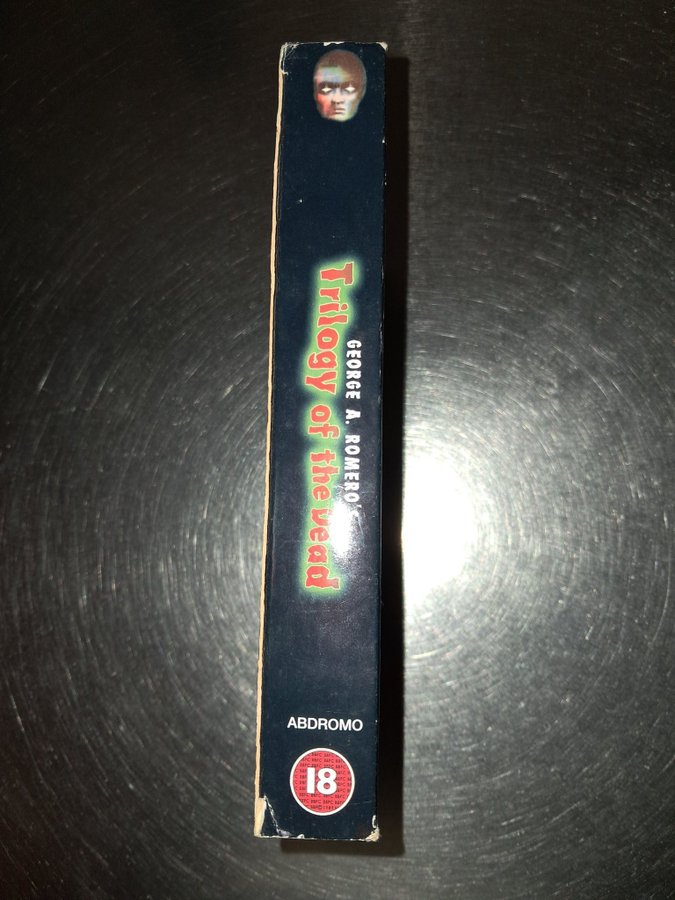 GEORGE A. ROMERO'S
Trilogy of the Dead
ABDROMO
18